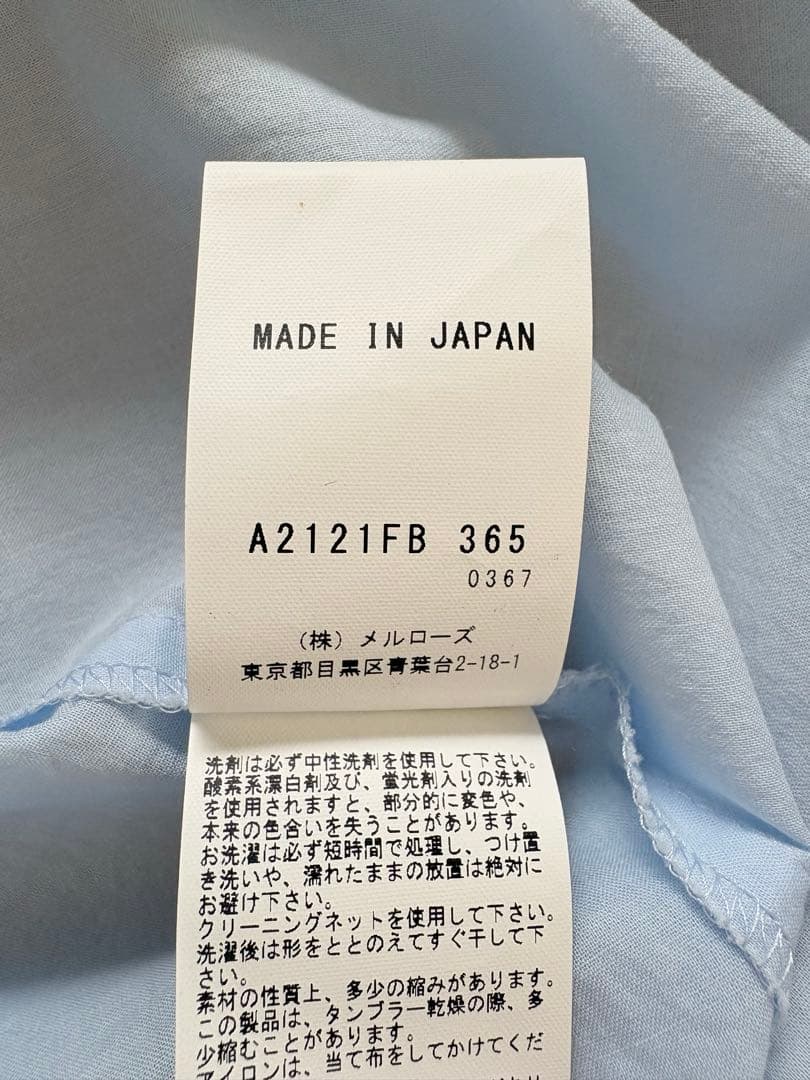 MADE IN JAPAN
A2121FB 365
0367
(株) メルローズ
東京都目黒区青葉台2-18-1
洗剤は必ず中性洗剤を使用して下さい。
酸素系漂白剤及び、蛍光剤入りの洗剤
を使用されますと、部分的に変色や、
本来の色合いを失うことがあります。
お洗濯は必ず短時間で処理し、つけ置
き洗いや、濡れたままの放置は絶対に
お避け下さい。
クリーニングネットを使用して下さい。
洗濯後は形をととのえてすぐ干して下
さい。
素材の性質上、多少の縮みがあります。
この製品は、タンブラー乾燥の際、多
少縮むことがあります。
アイロンは、当て布をしてかけてくだ